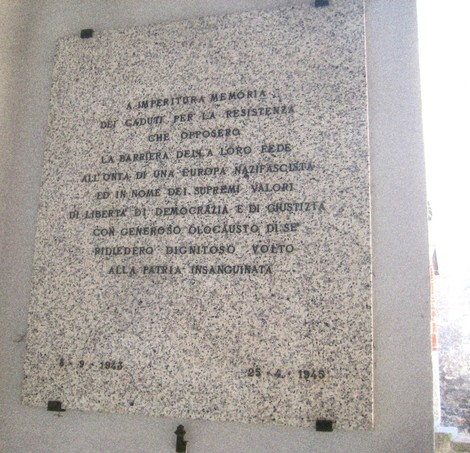 A IMPERITURA MEMORIA
DEI CADUTI PER LA RESISTENZA
CHE OPPOSERO
LA BARRIERA DELLA LORO FEDE
ALL'ONTA DI UNA EUROPA NAZIFASCISTA
ED IN NOME DEI SUPREMI VALORI
DI LIBERTA' DI DEMOCRAZIA E DI GIUSTIZIA
CON GENEROSO OLOCAUSTO DI SE'
RIDIEDERO DIGNITOSO VOLTO
ALLA PATRIA INSANGUINATA
8 - 9 - 1943 25 - 4 - 1945